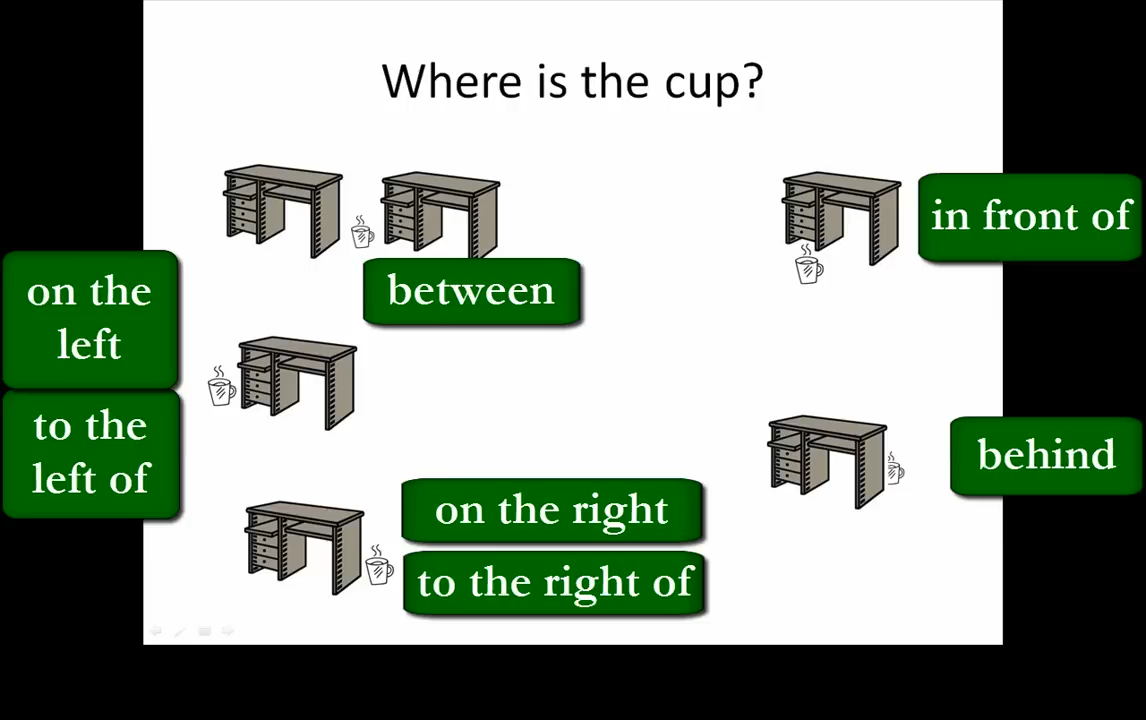 Where is the cup?
in front of
between
on the
left
to the
left of
behind
on the right
to the right of